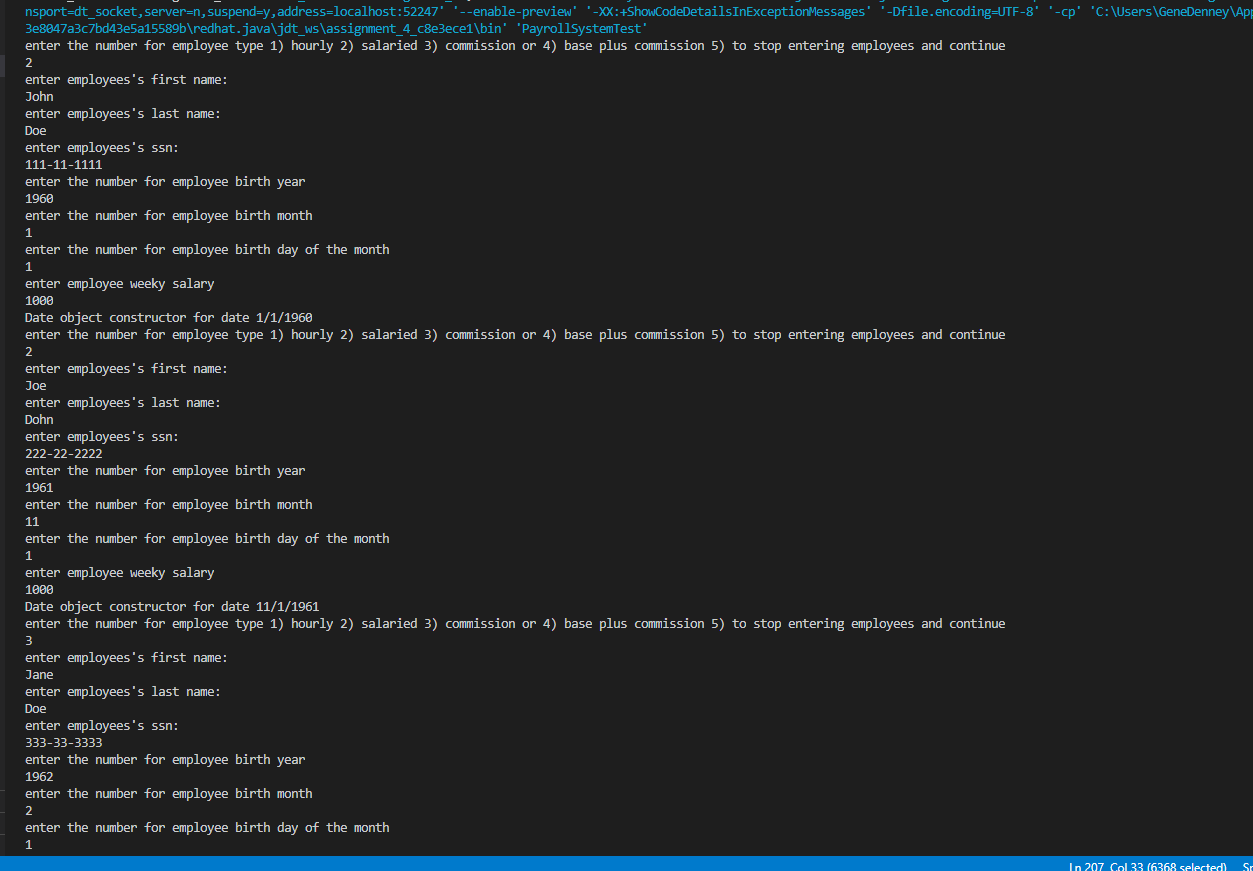 nsport=dt_socket,server=n,suspend=y,address=localhost:52247' '--enable-preview' '-XX:+ShowCodeDetailsInExceptionMessages' '-Dfile.encoding=UTF-8' '-cp' 'C:\Users\GeneDenney\App
3e8047a3c7bd43e5a15589b\redhat.java\jdt_ws\assignment_4_c8e3ece1\bin' 'PayrollSystemTest'
enter the number for employee type 1) hourly 2) salaried 3) commission or 4) base plus commission 5) to stop entering employees and continue
2
enter employees's first name:
John
enter employees's last name:
Doe
enter employees's ssn:
111-11-1111
enter the number for employee birth year
1960
enter the number for employee birth month
1
enter the number for employee birth day of the month
1
enter employee weeky salary
1000
Date object constructor for date 1/1/1960
enter the number for employee type 1) hourly 2) salaried 3) commission or 4) base plus commission 5) to stop entering employees and continue
2
enter employees's first name:
Joe
enter employees's last name:
Dohn
enter employees's ssn:
222-22-2222
enter the number for employee birth year
1961
enter the number for employee birth month
11
enter the number for employee birth day of the month
1
enter employee weeky salary
1000
Date object constructor for date 11/1/1961
enter the number for employee type 1) hourly 2) salaried 3) commission or 4) base plus commission 5) to stop entering employees and continue
3
enter employees's first name:
Jane
enter employees's last name:
Doe
enter employees's ssn:
333-33-3333
enter the number for employee birth year
1962
enter the number for employee birth month
2
enter the number for employee birth day of the month
1
Ln 207, Col 33 (6368 selected)